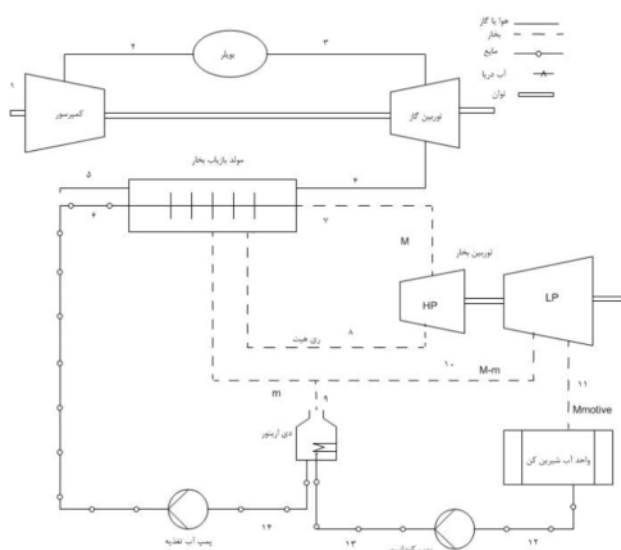 هوا یا گاز
بخار
مایع
آب دریا
توان
۱
۲
بویلر
۳
کمپرسور
توربین گاز
مولد بازیاب بخار
۵
۴
۶
۷
M
توربین بخار
HP
LP
ری هیت
۸
۱۰
M-m
m
۹
۱۱
Mmotive
دی اریتور
واحد آب شیرین کن
۱۴
پمپ آب تغذیه
۱۳
۱۲
پمپ